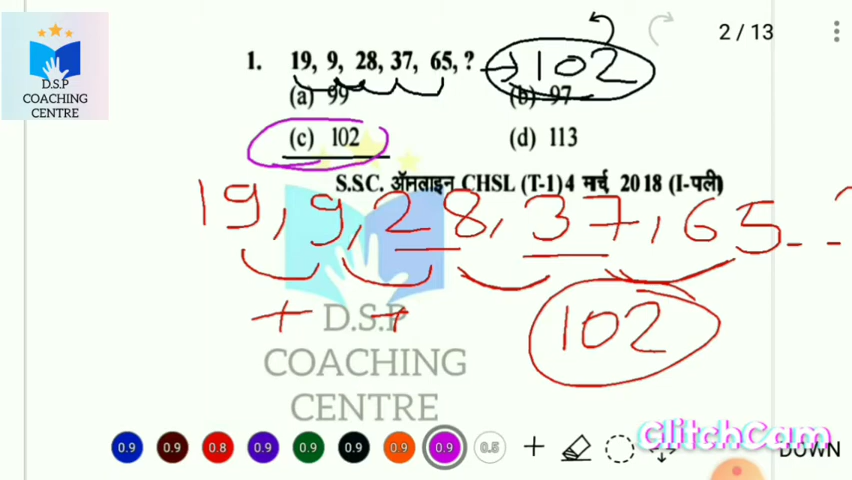 2 / 13
D.S.P
COACHING
CENTRE
1. 19, 9, 28, 37, 65, ? → 102
(a) 99 (b) 97
(c) 102 (d) 113
S.S.C. ऑनलाइन CHSL (T-1) 4 मार्च, 2018 (I-पाली)
19, 9, 28, 37, 65 - - ?
+ + 102
D.S.P
COACHING
CENTRE
0.9 0.9 0.8 0.9 0.9 0.9 0.9 0.9 0.5
GlitchCam
DOWN